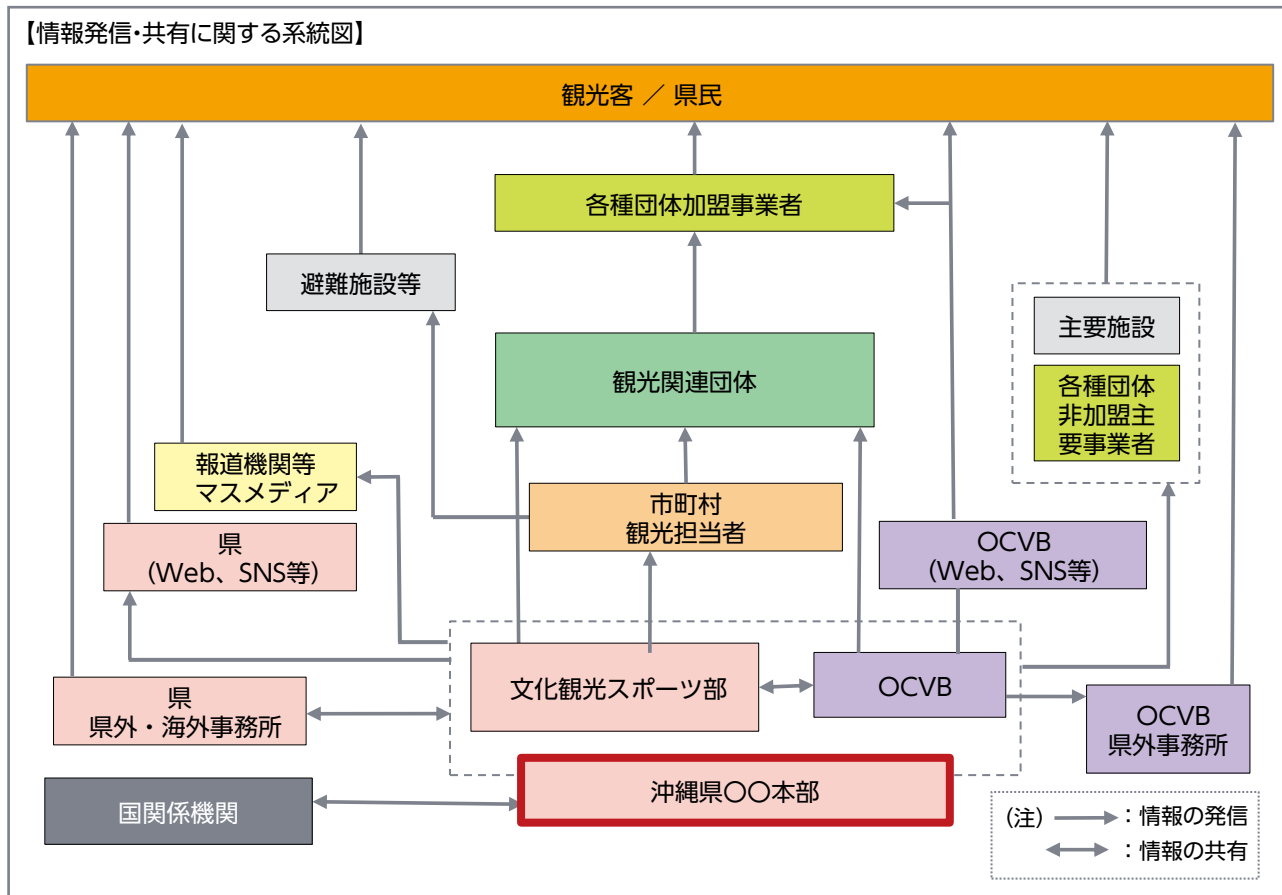 【情報発信・共有に関する系統図】
観光客 ／ 県民
各種団体加盟事業者
避難施設等
主要施設
観光関連団体
各種団体
非加盟主
要事業者
報道機関等
マスメディア
市町村
観光担当者
県
（Web、SNS等）
OCVB
（Web、SNS等）
文化観光スポーツ部
OCVB
県
県外・海外事務所
OCVB
県外事務所
沖縄県〇〇本部
国関係機関
(注) ：情報の発信
：情報の共有